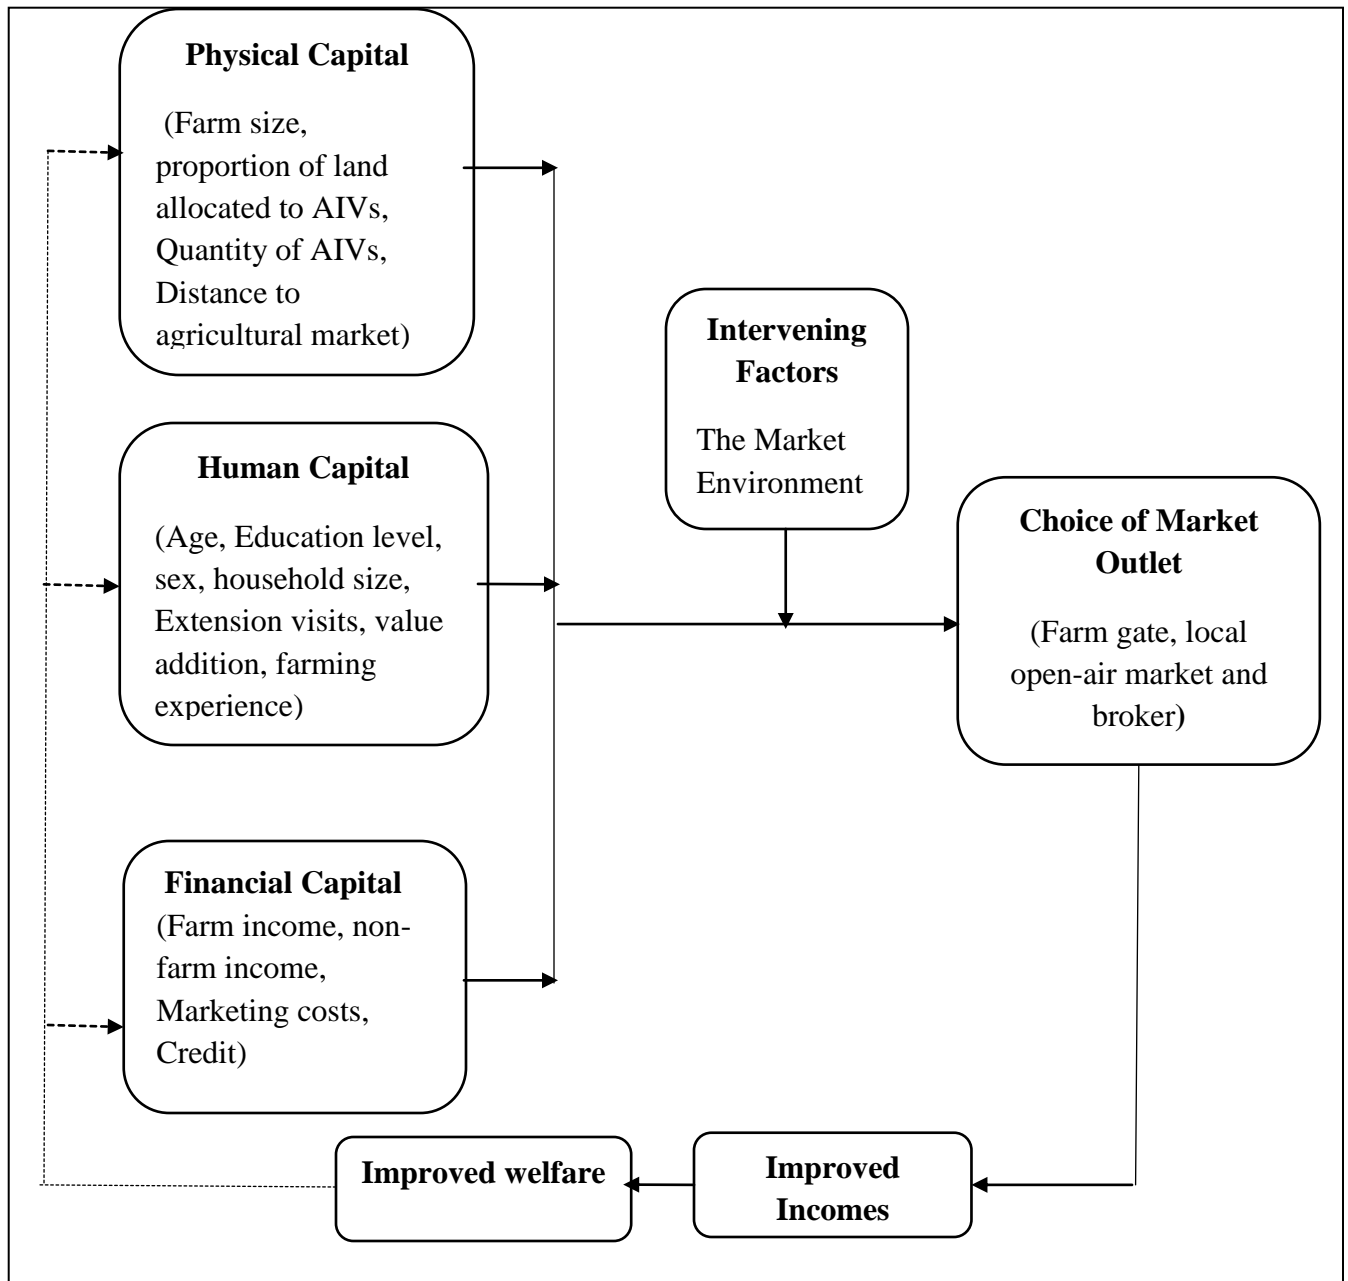 Physical Capital
(Farm size,
proportion of land
allocated to AIVs,
Quantity of AIVs,
Distance to
agricultural market)
Human Capital
(Age, Education level,
sex, household size,
Extension visits, value
addition, farming
experience)
Financial Capital
(Farm income, non-
farm income,
Marketing costs,
Credit)
Intervening
Factors
The Market
Environment
Choice of Market
Outlet
(Farm gate, local
open-air market and
broker)
Improved Incomes
Improved welfare